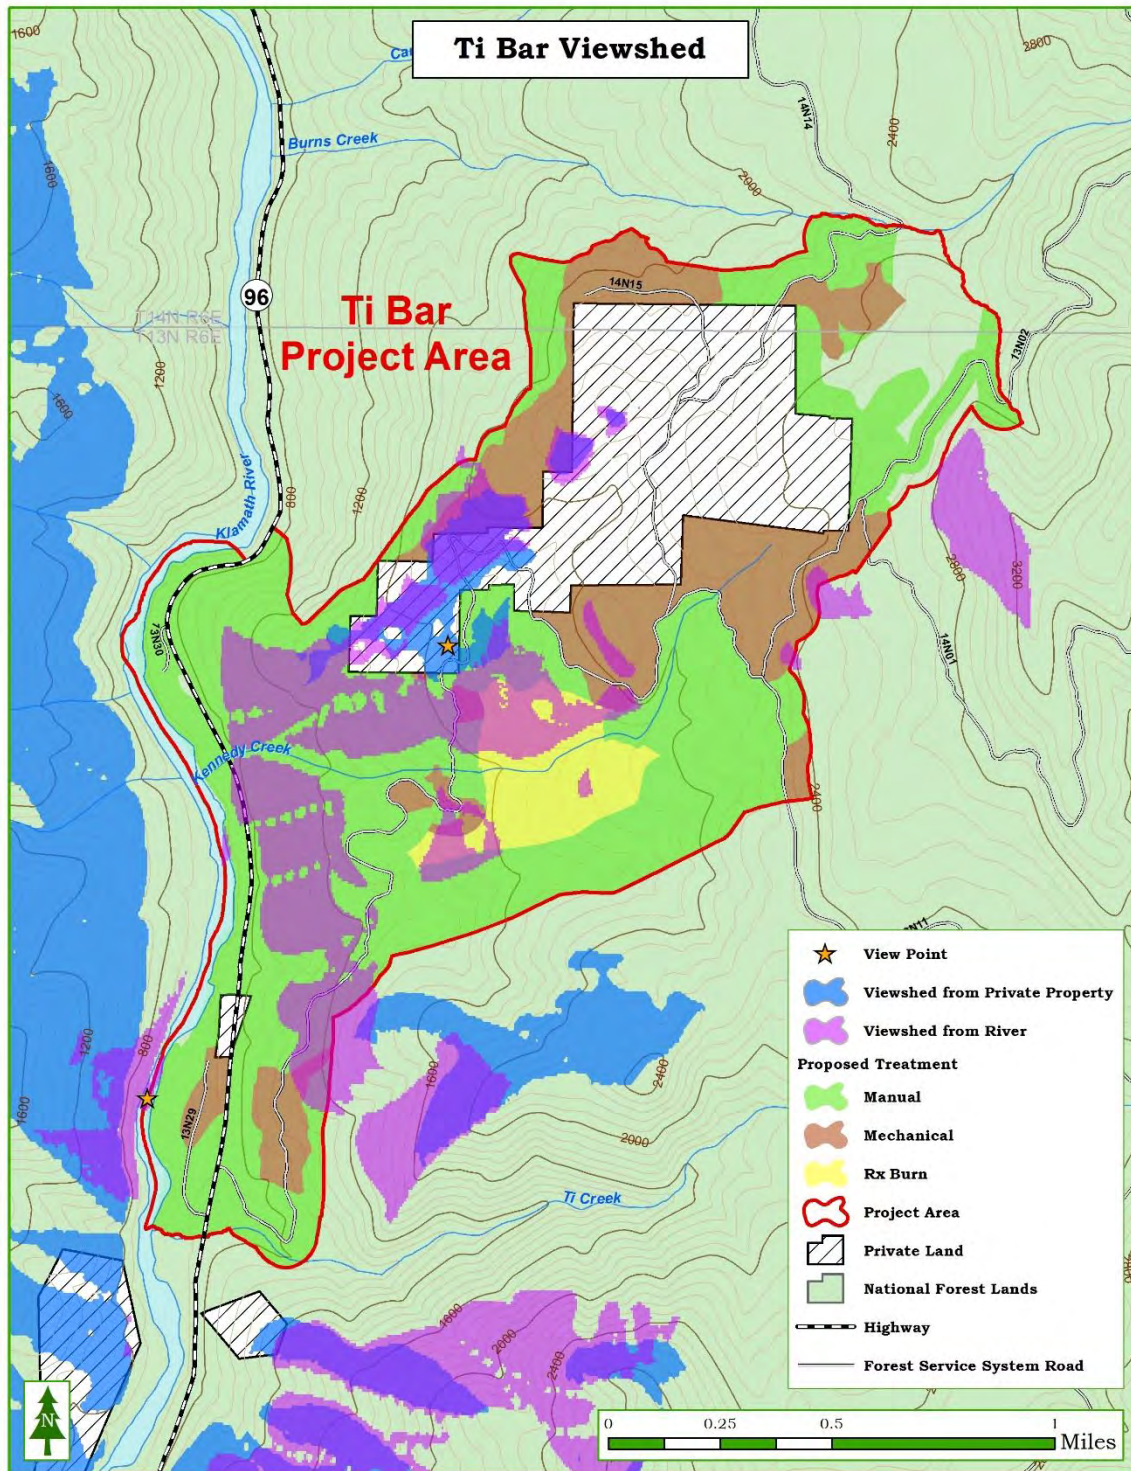 Ti Bar Viewshed
1600
2800
14N14
2400
Burns Creek
1600
2000
96
T14N R6E
T13N R6E
Ti Bar
Project Area
14N15
13N02
1200
1600
Klamath River
800
1200
2800
3200
13N30
14N01
Kennedy Creek
2400
1200
800
1600
2400
1600
13N29
2000
Ti Creek
1600
2000
2400
View Point
Viewshed from Private Property
Viewshed from River
Proposed Treatment
Manual
Mechanical
Rx Burn
Project Area
Private Land
National Forest Lands
Highway
Forest Service System Road
N
0 0.25 0.5 1
Miles